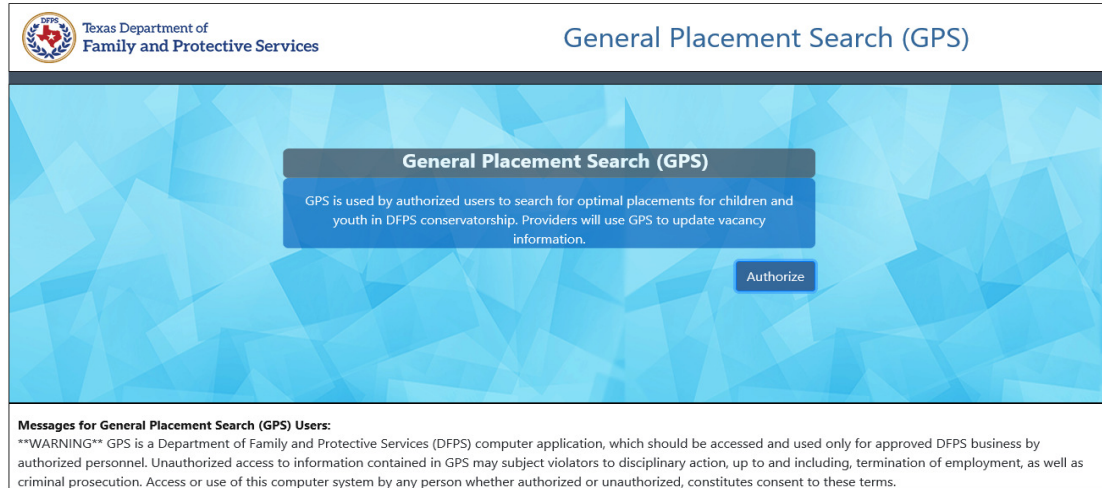 DFPS
Texas Department of
Family and Protective Services
General Placement Search (GPS)
General Placement Search (GPS)
GPS is used by authorized users to search for optimal placements for children and
youth in DFPS conservatorship. Providers will use GPS to update vacancy
information.
Authorize
Messages for General Placement Search (GPS) Users:
**WARNING** GPS is a Department of Family and Protective Services (DFPS) computer application, which should be accessed and used only for approved DFPS business by
authorized personnel. Unauthorized access to information contained in GPS may subject violators to disciplinary action, up to and including, termination of employment, as well as
criminal prosecution. Access or use of this computer system by any person whether authorized or unauthorized, constitutes consent to these terms.